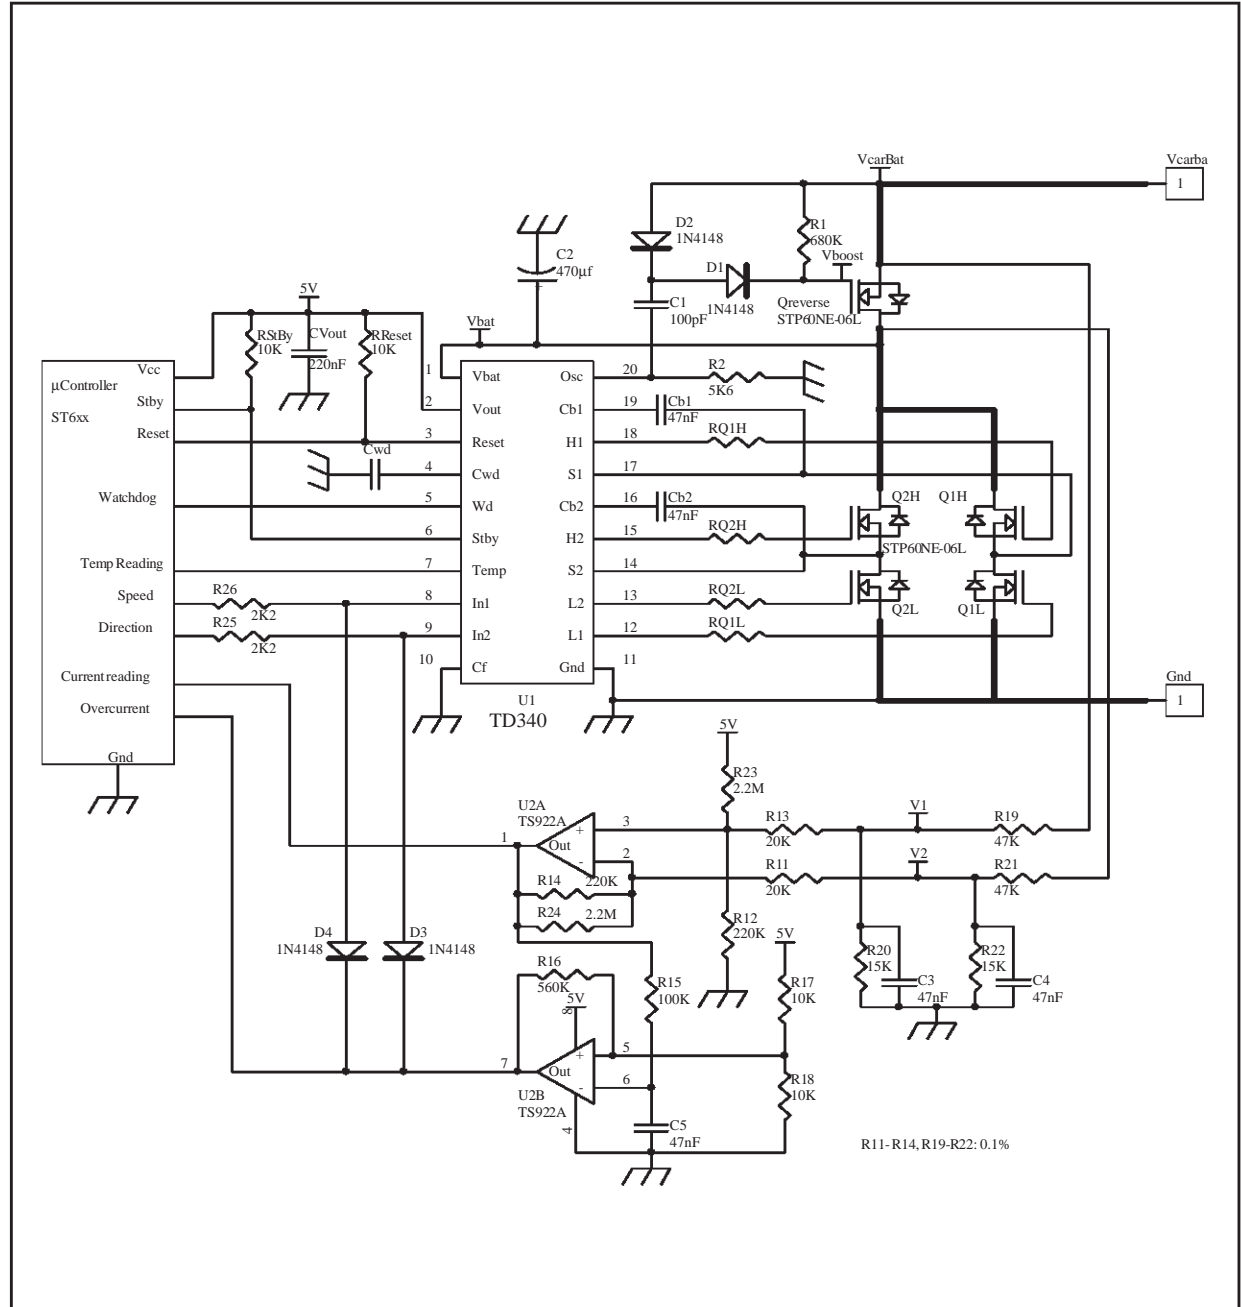 VcarBat
Vcarba
1
D2
1N4148
R1
680K
Vboost
C2
470µf
+
D1
1N4148
C1
100pF
Qreverse
STP60NE-06L
5V
Vbat
RStBy
10K
CVout
220nF
RReset
10K
µController
ST6xx
Vcc
Stby
Reset
Watchdog
Temp Reading
Speed
Direction
Current reading
Overcurrent
Gnd
Cwd
R26
2K2
R25
2K2
1
2
3
4
5
6
7
8
9
10
Vbat
Vout
Reset
Cwd
Wd
Stby
Temp
In1
In2
Cf
Osc
Cb1
H1
S1
Cb2
H2
S2
L2
L1
Gnd
20
19
18
17
16
15
14
13
12
11
U1
TD340
R2
5K6
Cb1
47nF
RQ1H
Cb2
47nF
RQ2H
RQ2L
RQ1L
Q2H
Q1H
STP60NE-06L
Q2L
Q1L
Gnd
1
5V
R23
2.2M
U2A
TS922A
1
+
-
Out
3
2
R13
20K
V1
R19
47K
R11
20K
V2
R21
47K
R14
220K
R24
2.2M
R12
220K
5V
D4
1N4148
D3
1N4148
R16
560K
R15
100K
R17
10K
R20
15K
C3
47nF
R22
15K
C4
47nF
5V
8
7
+
-
Out
5
6
4
U2B
TS922A
R18
10K
C5
47nF
R11-R14, R19-R22: 0.1%